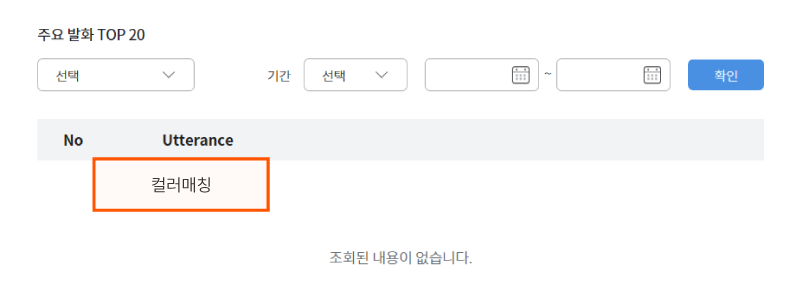 주요 발화 TOP 20
선택 기간 선택 ~ 확인
No Utterance
컬러매칭
조회된 내용이 없습니다.